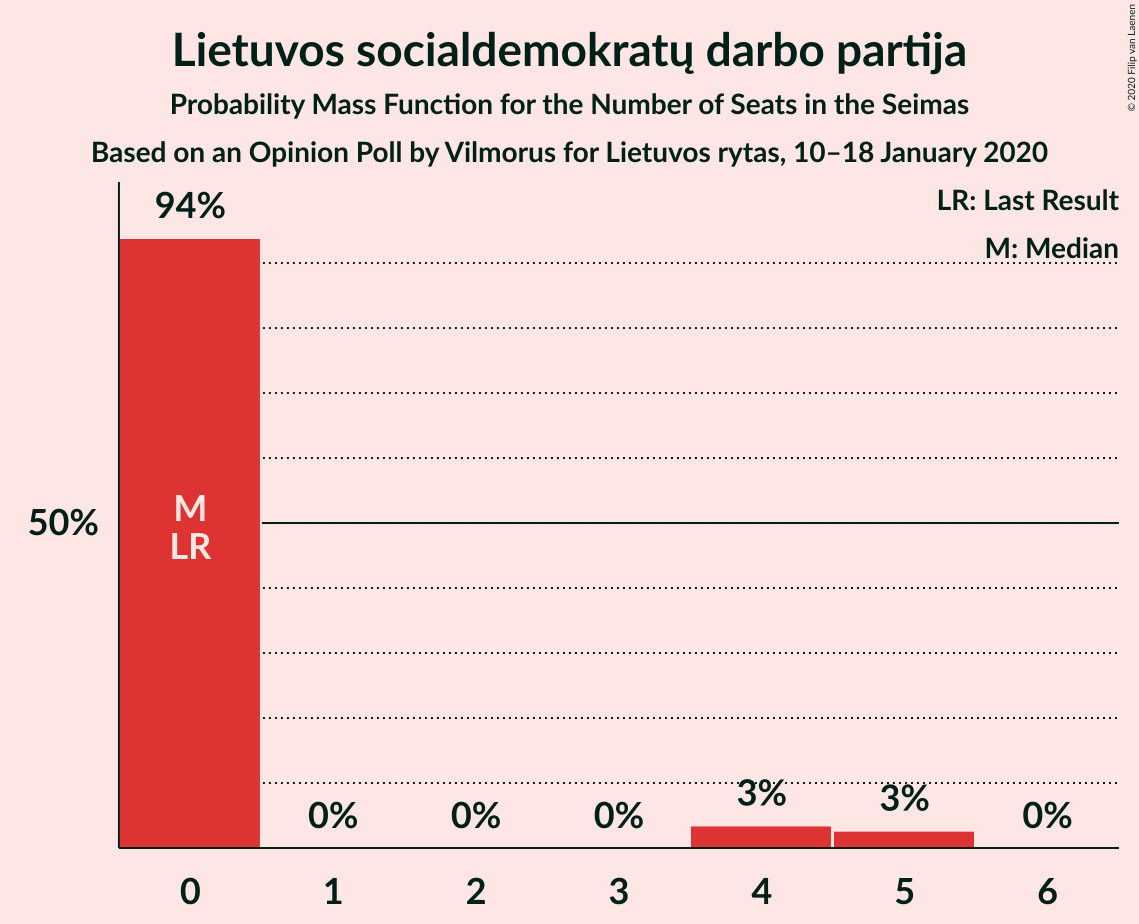 Lietuvos socialdemokratų darbo partija
Probability Mass Function for the Number of Seats in the Seimas
Based on an Opinion Poll by Vilmorus for Lietuvos rytas, 10–18 January 2020
© 2020 Filip van Laenen
LR: Last Result
M: Median
94%
50%
M
LR
0%
0%
0%
3%
3%
0%
0 1 2 3 4 5 6